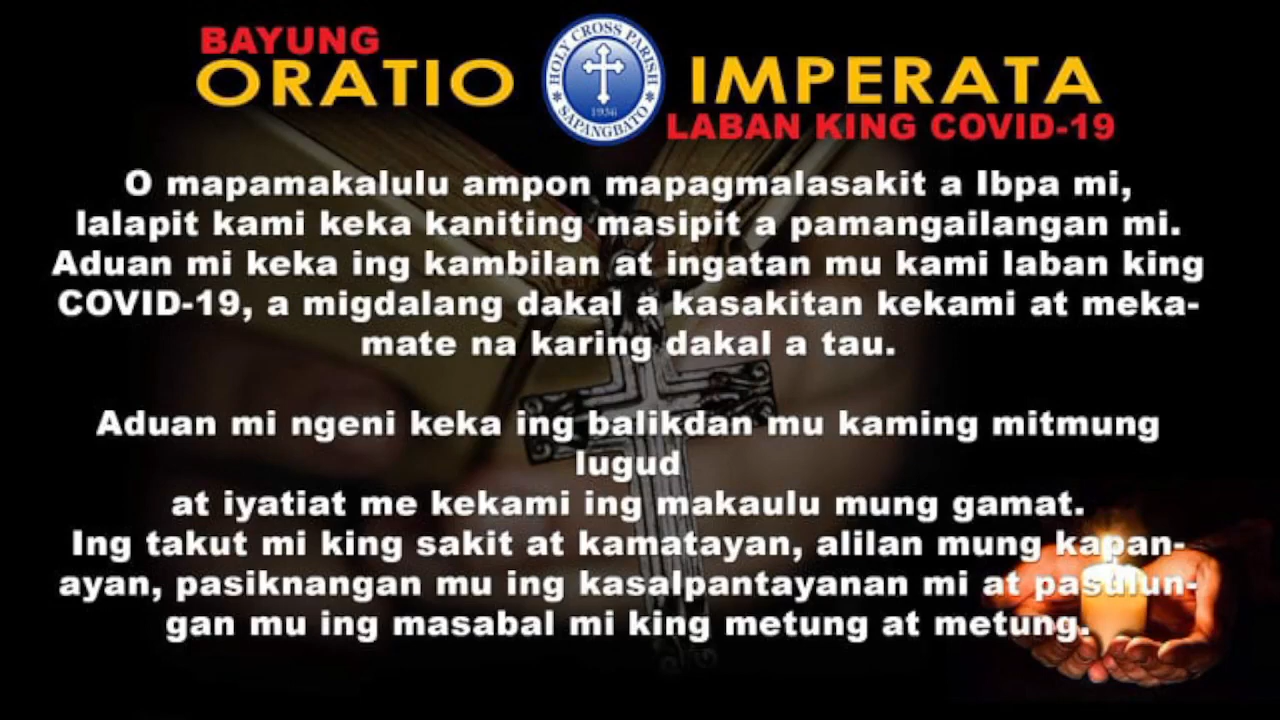 BAYUNG
ORATIO IMPERATA
LABAN KING COVID-19
HOLY CROSS PARISH
1936
SAPANGBATO
O mapamakalulu ampon mapagmalasakit a Ibpa mi,
lalapit kami keka kaniting masipit a pamangailangan mi.
Aduan mi keka ing kambilan at ingatan mu kami laban king
COVID-19, a migdalang dakal a kasakitan kekami at meka-
mate na karing dakal a tau.
Aduan mi ngeni keka ing balikdan mu kaming mitmung
lugud
at iyatiat me kekami ing makaulu mung gamat.
Ing takut mi king sakit at kamatayan, alilan mung kapan-
ayan, pasiknangan mu ing kasalpantayanan mi at pasulun-
gan mu ing masabal mi king metung at metung.